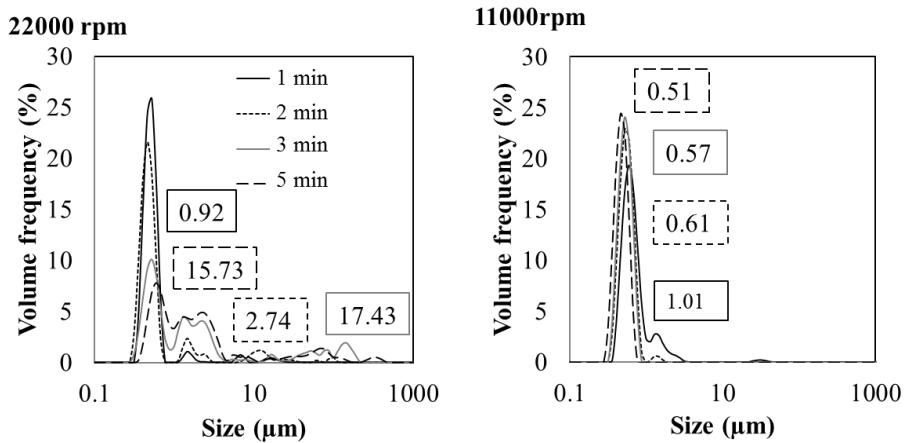 22000 rpm
Volume frequency (%)
30
25
20
15
10
5
0
1 min
2 min
3 min
5 min
0.92
15.73
2.74
17.43
0.1
10
1000
Size (μm)
11000rpm
Volume frequency (%)
30
25
20
15
10
5
0
0.51
0.57
0.61
1.01
0.1
10
1000
Size (μm)